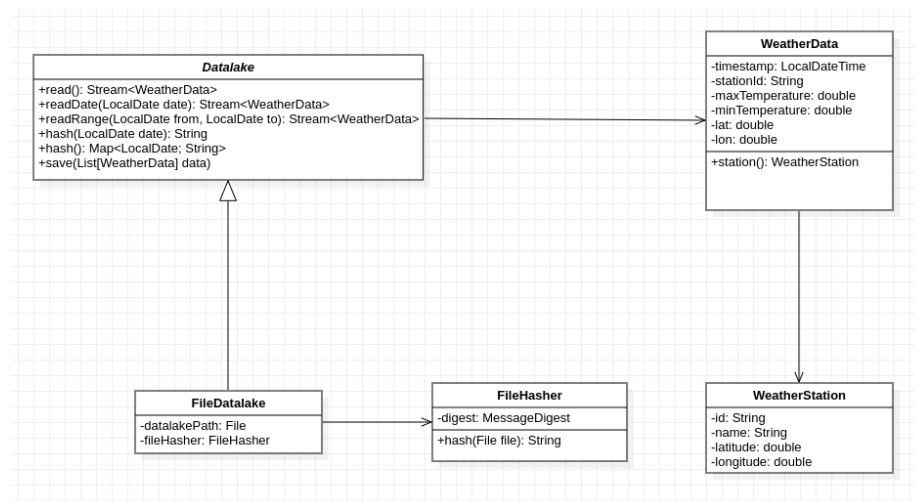 Datalake
+read(): Stream<WeatherData>
+readDate(LocalDate date): Stream<WeatherData>
+readRange(LocalDate from, LocalDate to): Stream<WeatherData>
+hash(LocalDate date): String
+hash(): Map<LocalDate; String>
+save(List[WeatherData] data)
WeatherData
-timestamp: LocalDateTime
-stationId: String
-maxTemperature: double
-minTemperature: double
-lat: double
-lon: double
+station(): WeatherStation
FileDatalake
-datalakePath: File
-fileHasher: FileHasher
FileHasher
-digest: MessageDigest
+hash(File file): String
WeatherStation
-id: String
-name: String
-latitude: double
-longitude: double